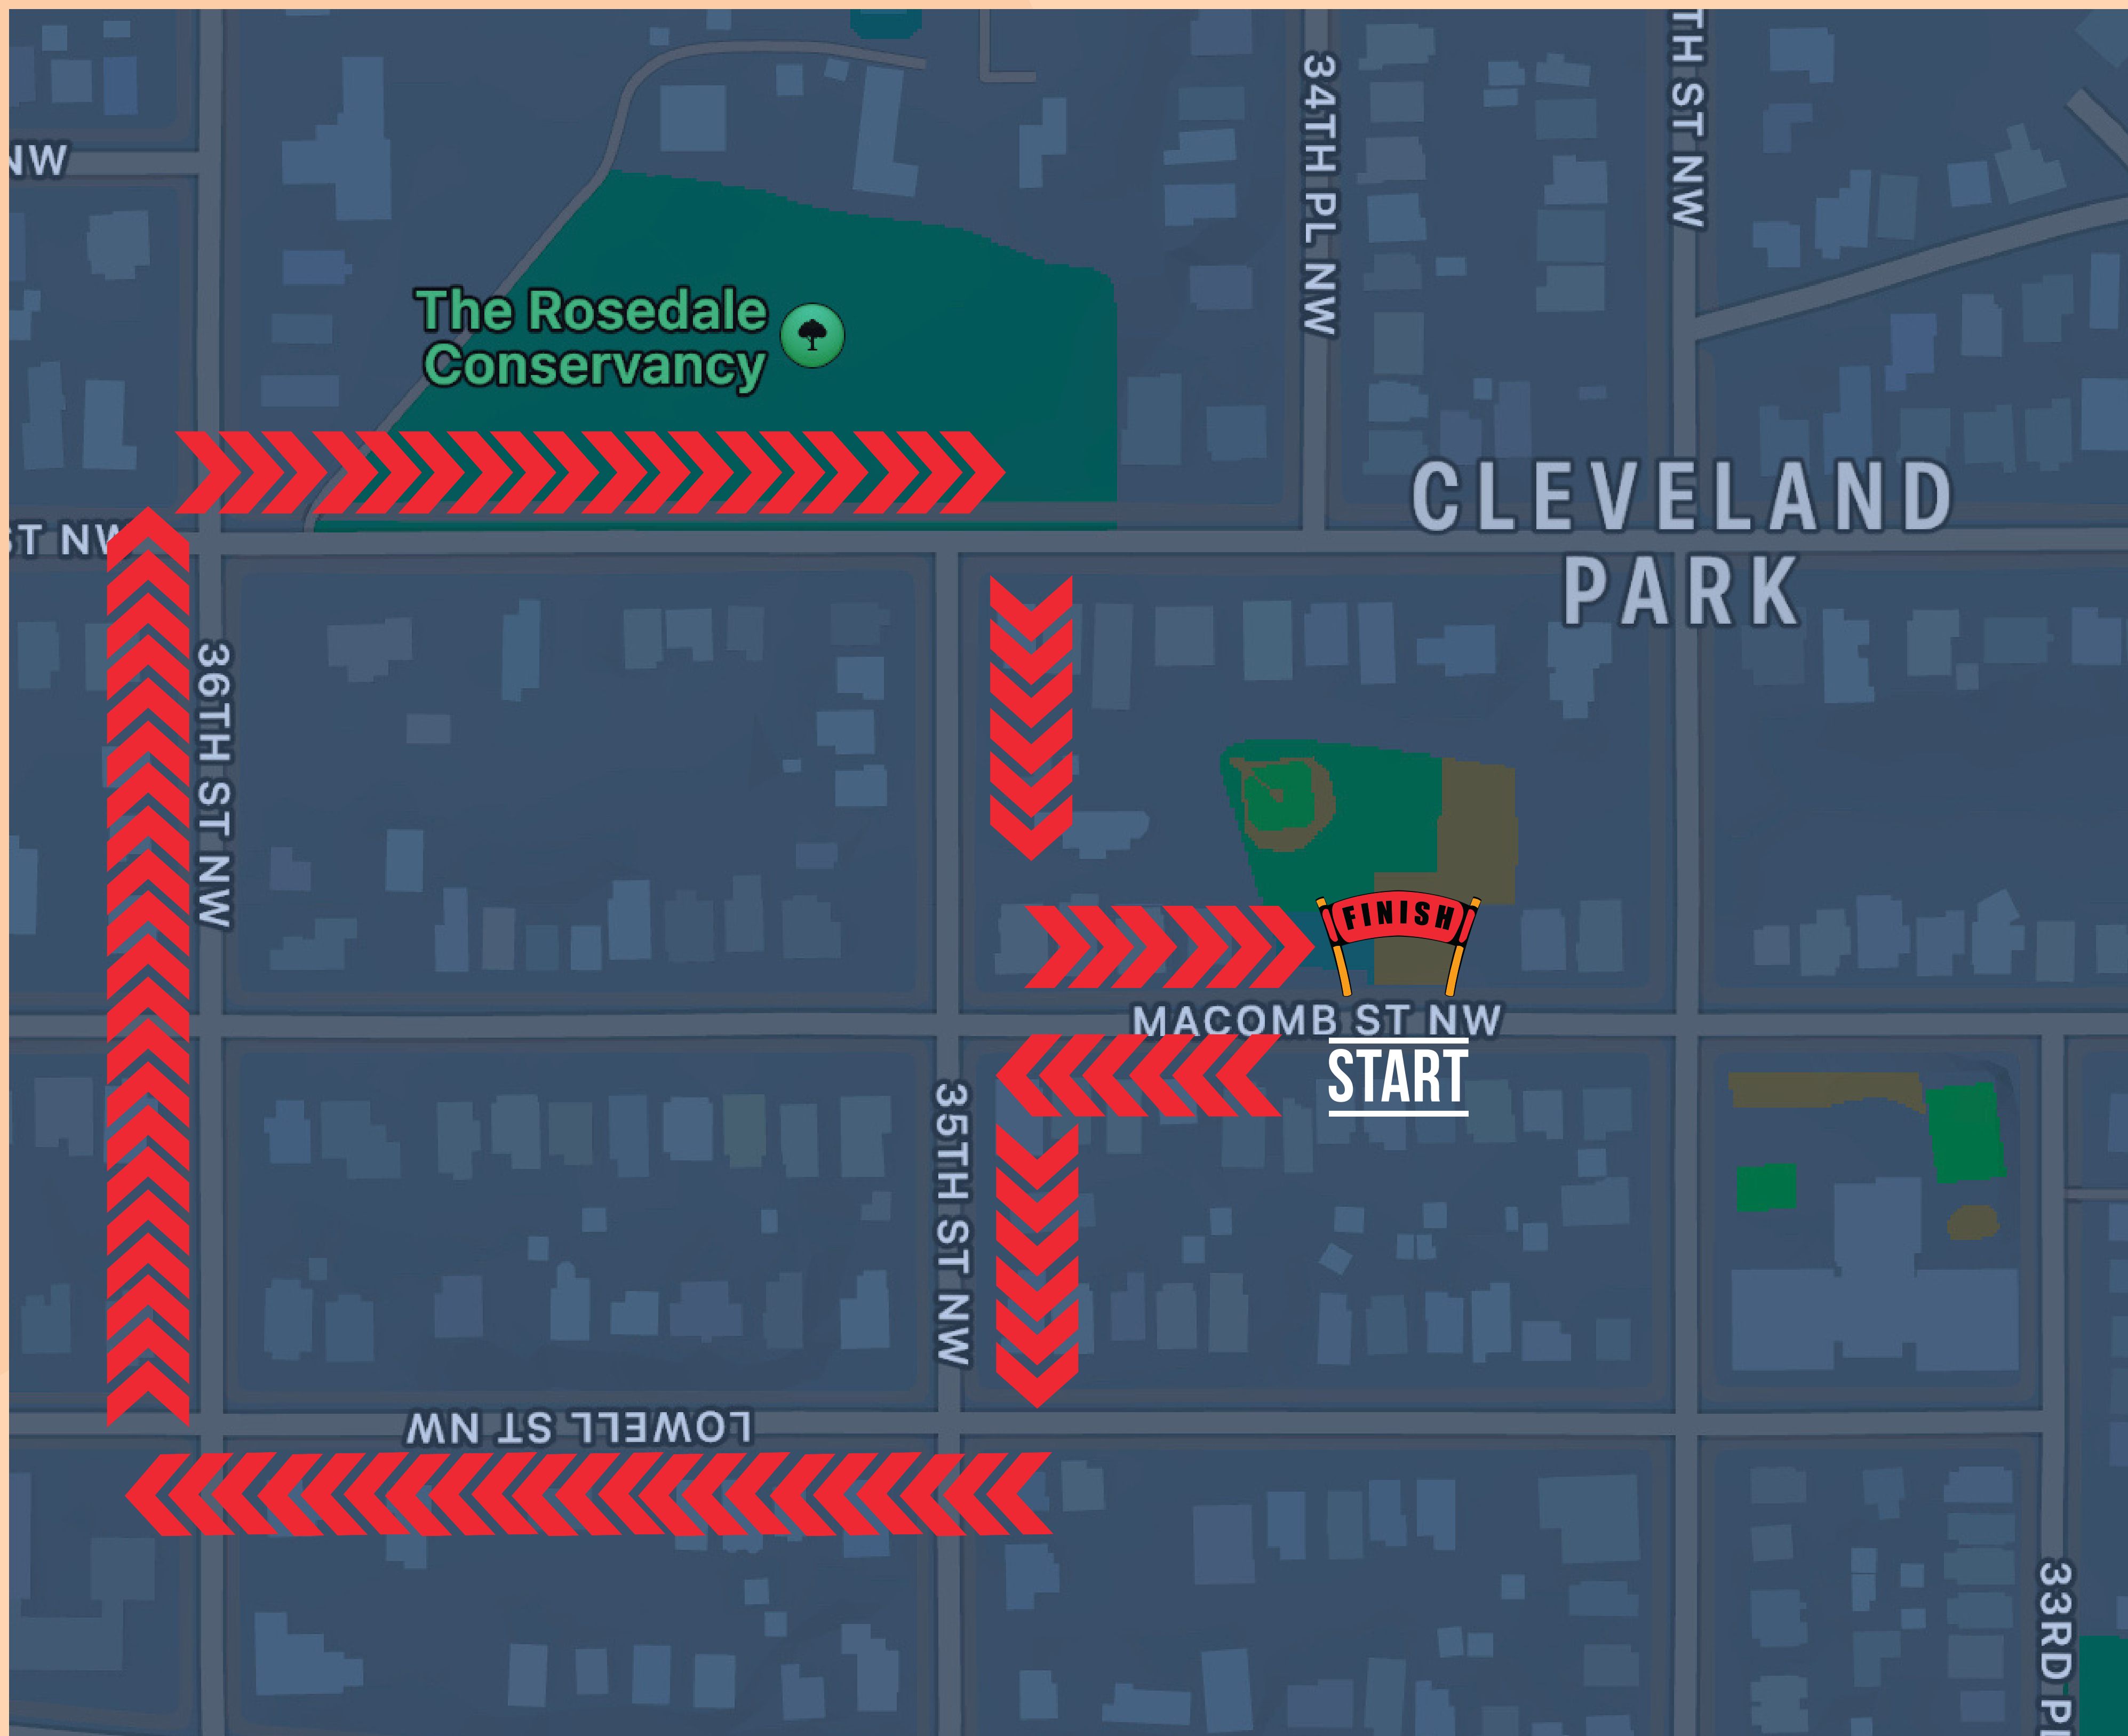 34TH PL NW
TH ST NW
NW
The Rosedale
Conservancy
CLEVELAND
PARK
ST NW
36TH ST NW
FINISH
MACOMB ST NW
START
35TH ST NW
LOWELL ST NW
33RD PL